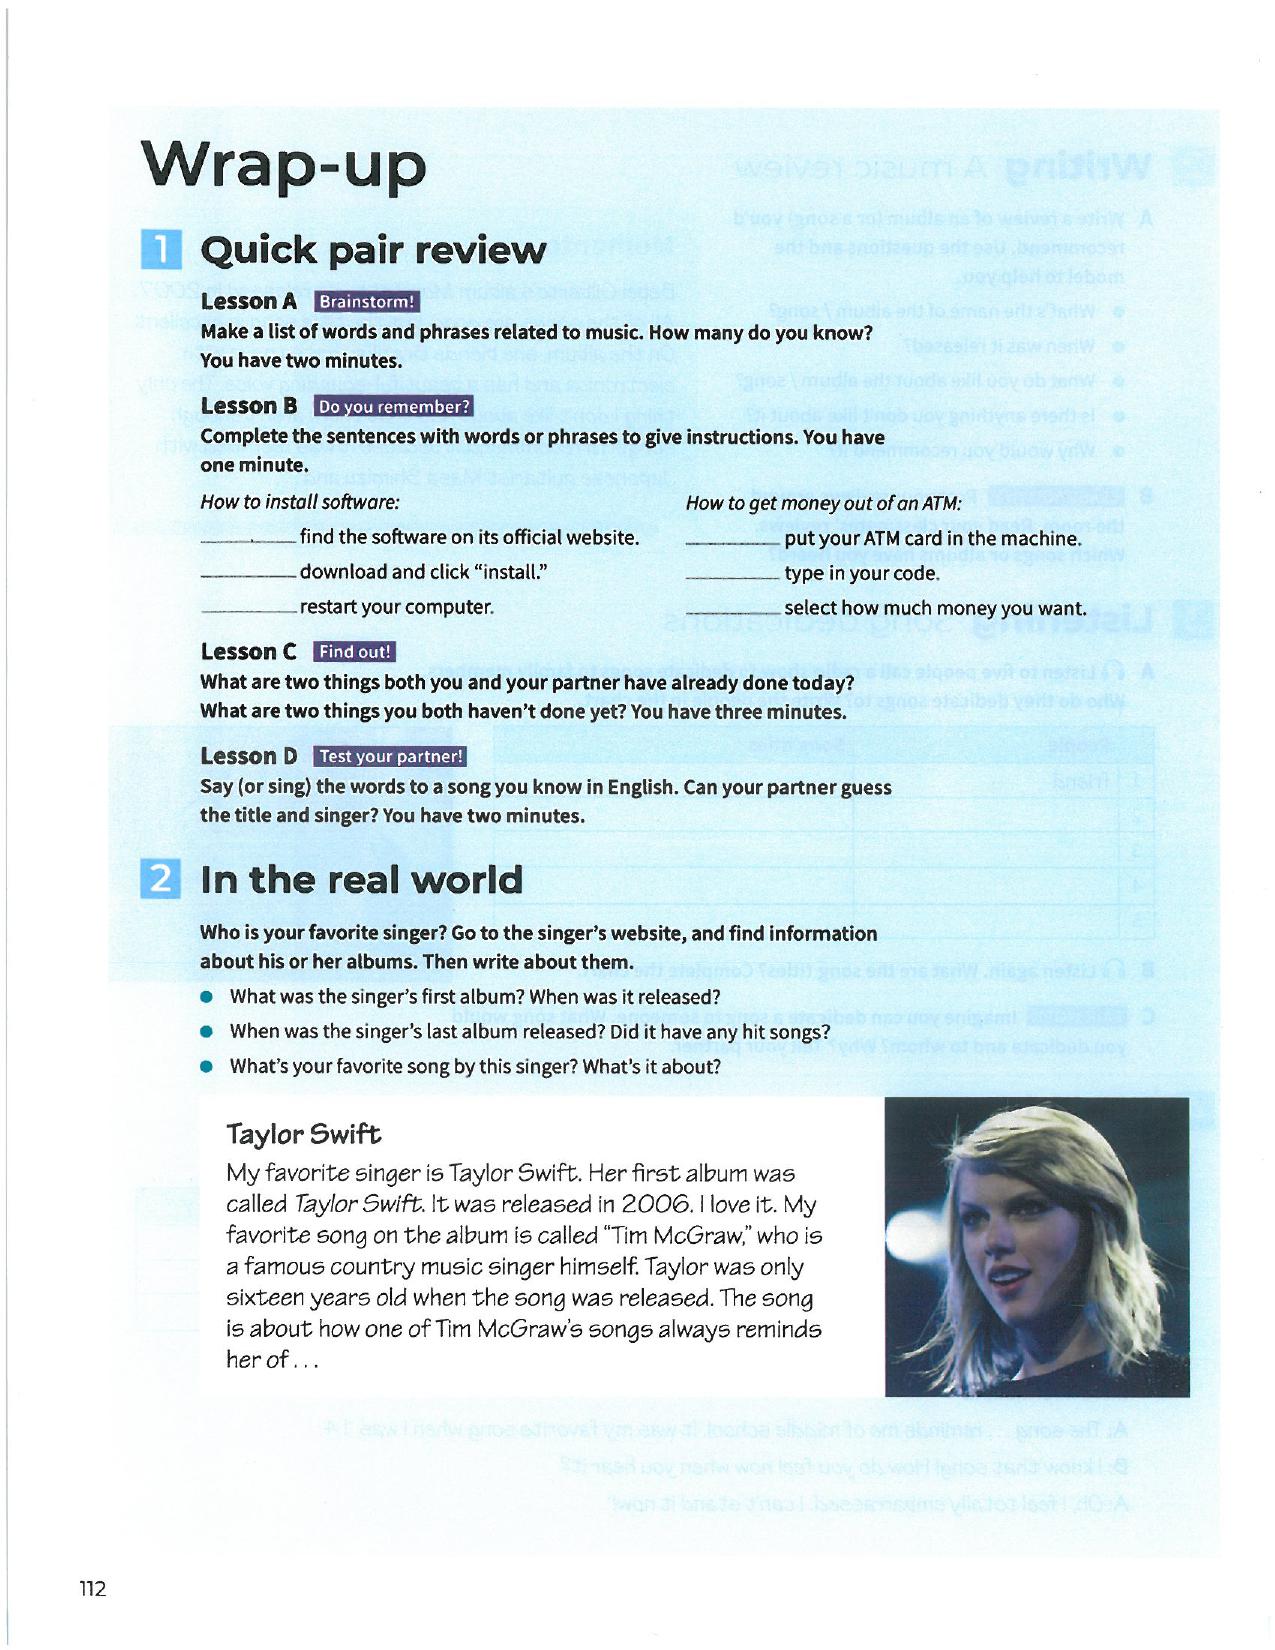 Wrap-up
1 Quick pair review
Lesson A Brainstorm!
Make a list of words and phrases related to music. How many do you know?
You have two minutes.
Lesson B Do you remember?
Complete the sentences with words or phrases to give instructions. You have
one minute.
How to install software:
_________ find the software on its official website.
_________ download and click “install.”
_________ restart your computer.
How to get money out of an ATM:
_________ put your ATM card in the machine.
_________ type in your code.
_________ select how much money you want.
Lesson C Find out!
What are two things both you and your partner have already done today?
What are two things you both haven’t done yet? You have three minutes.
Lesson D Test your partner!
Say (or sing) the words to a song you know in English. Can your partner guess
the title and singer? You have two minutes.
2 In the real world
Who is your favorite singer? Go to the singer’s website, and find information
about his or her albums. Then write about them.
• What was the singer’s first album? When was it released?
• When was the singer’s last album released? Did it have any hit songs?
• What’s your favorite song by this singer? What’s it about?
Taylor Swift
My favorite singer is Taylor Swift. Her first album was
called Taylor Swift. It was released in 2006. I love it. My
favorite song on the album is called “Tim McGraw,” who is
a famous country music singer himself. Taylor was only
sixteen years old when the song was released. The song
is about how one of Tim McGraw’s songs always reminds
her of . . .
112